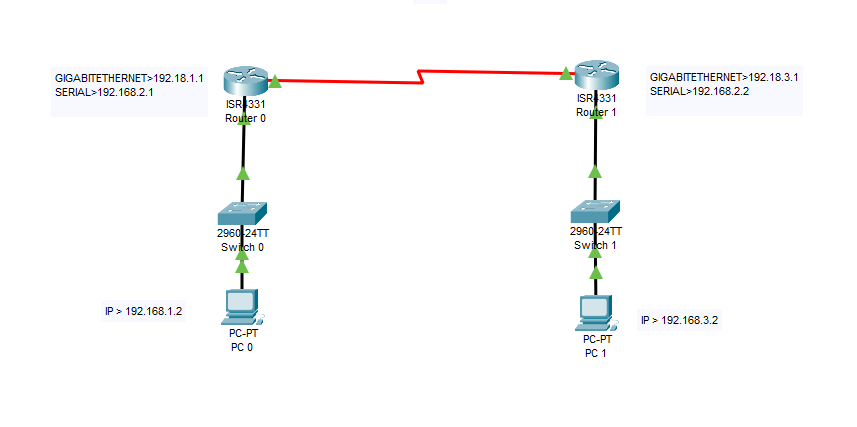 GIGABITETHERNET>192.18.1.1
SERIAL>192.168.2.1
ISR4331
Router 0
GIGABITETHERNET>192.18.3.1
SERIAL>192.168.2.2
ISR4331
Router 1
2960-24TT
Switch 0
2960-24TT
Switch 1
IP > 192.168.1.2
PC-PT
PC 0
IP > 192.168.3.2
PC-PT
PC 1